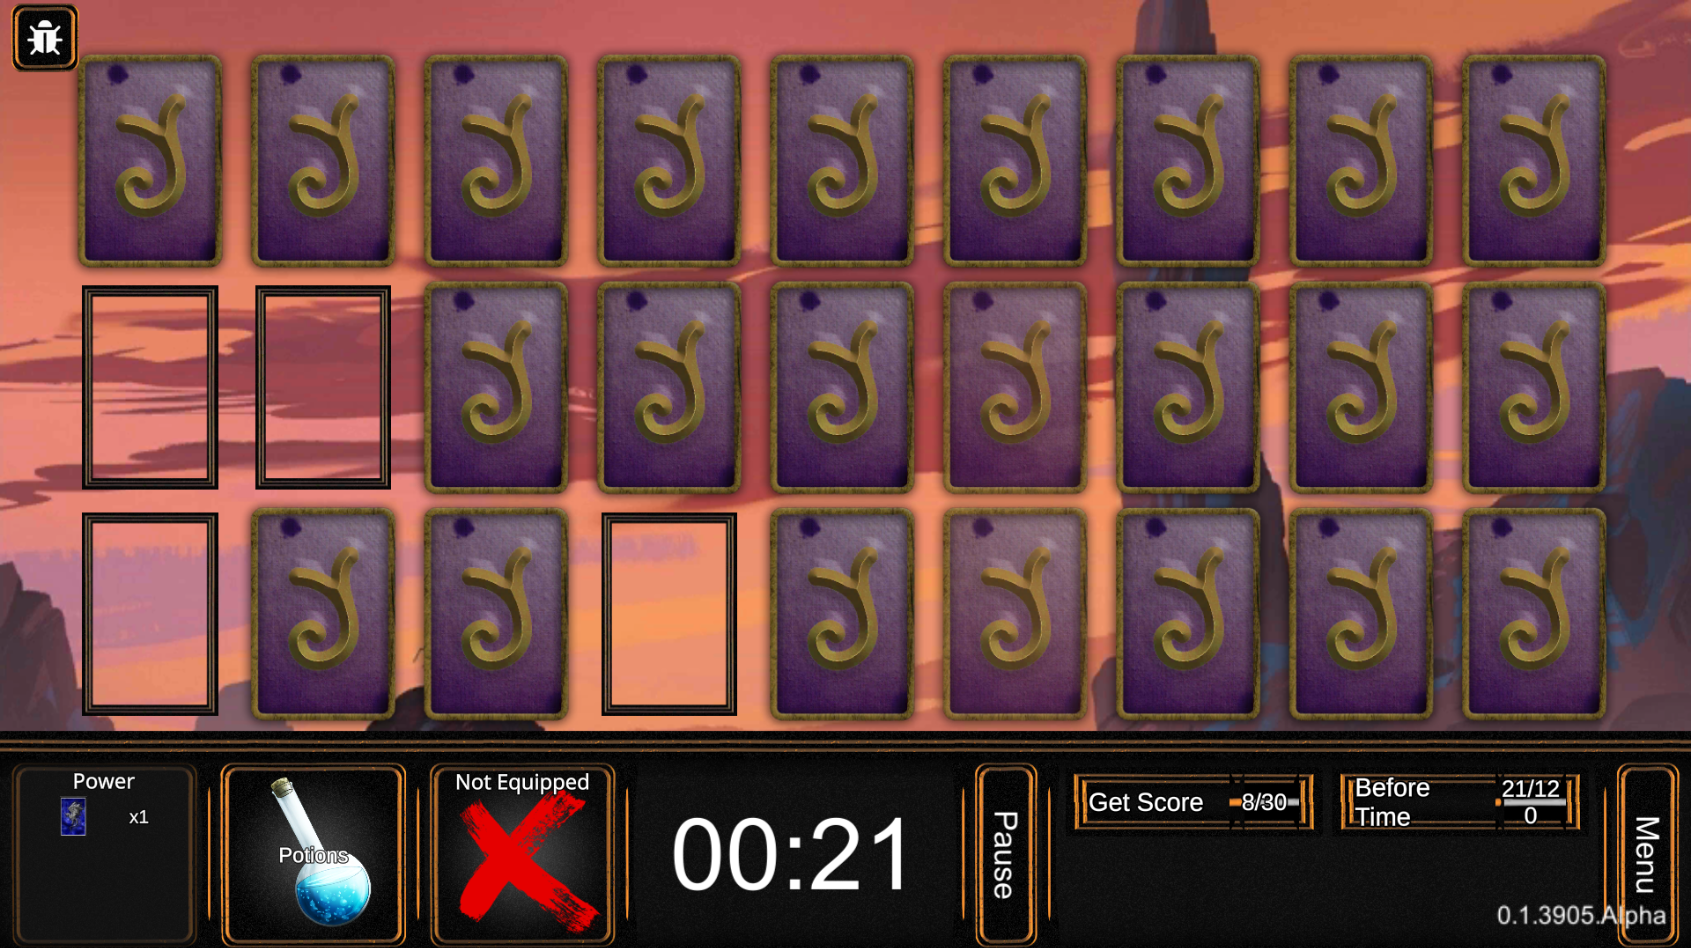 Power
x1
Potions
Not Equipped
00:21
Pause
Get Score 8/30
Before 21/12
Time 0
Menu
0.1.3905.Alpha